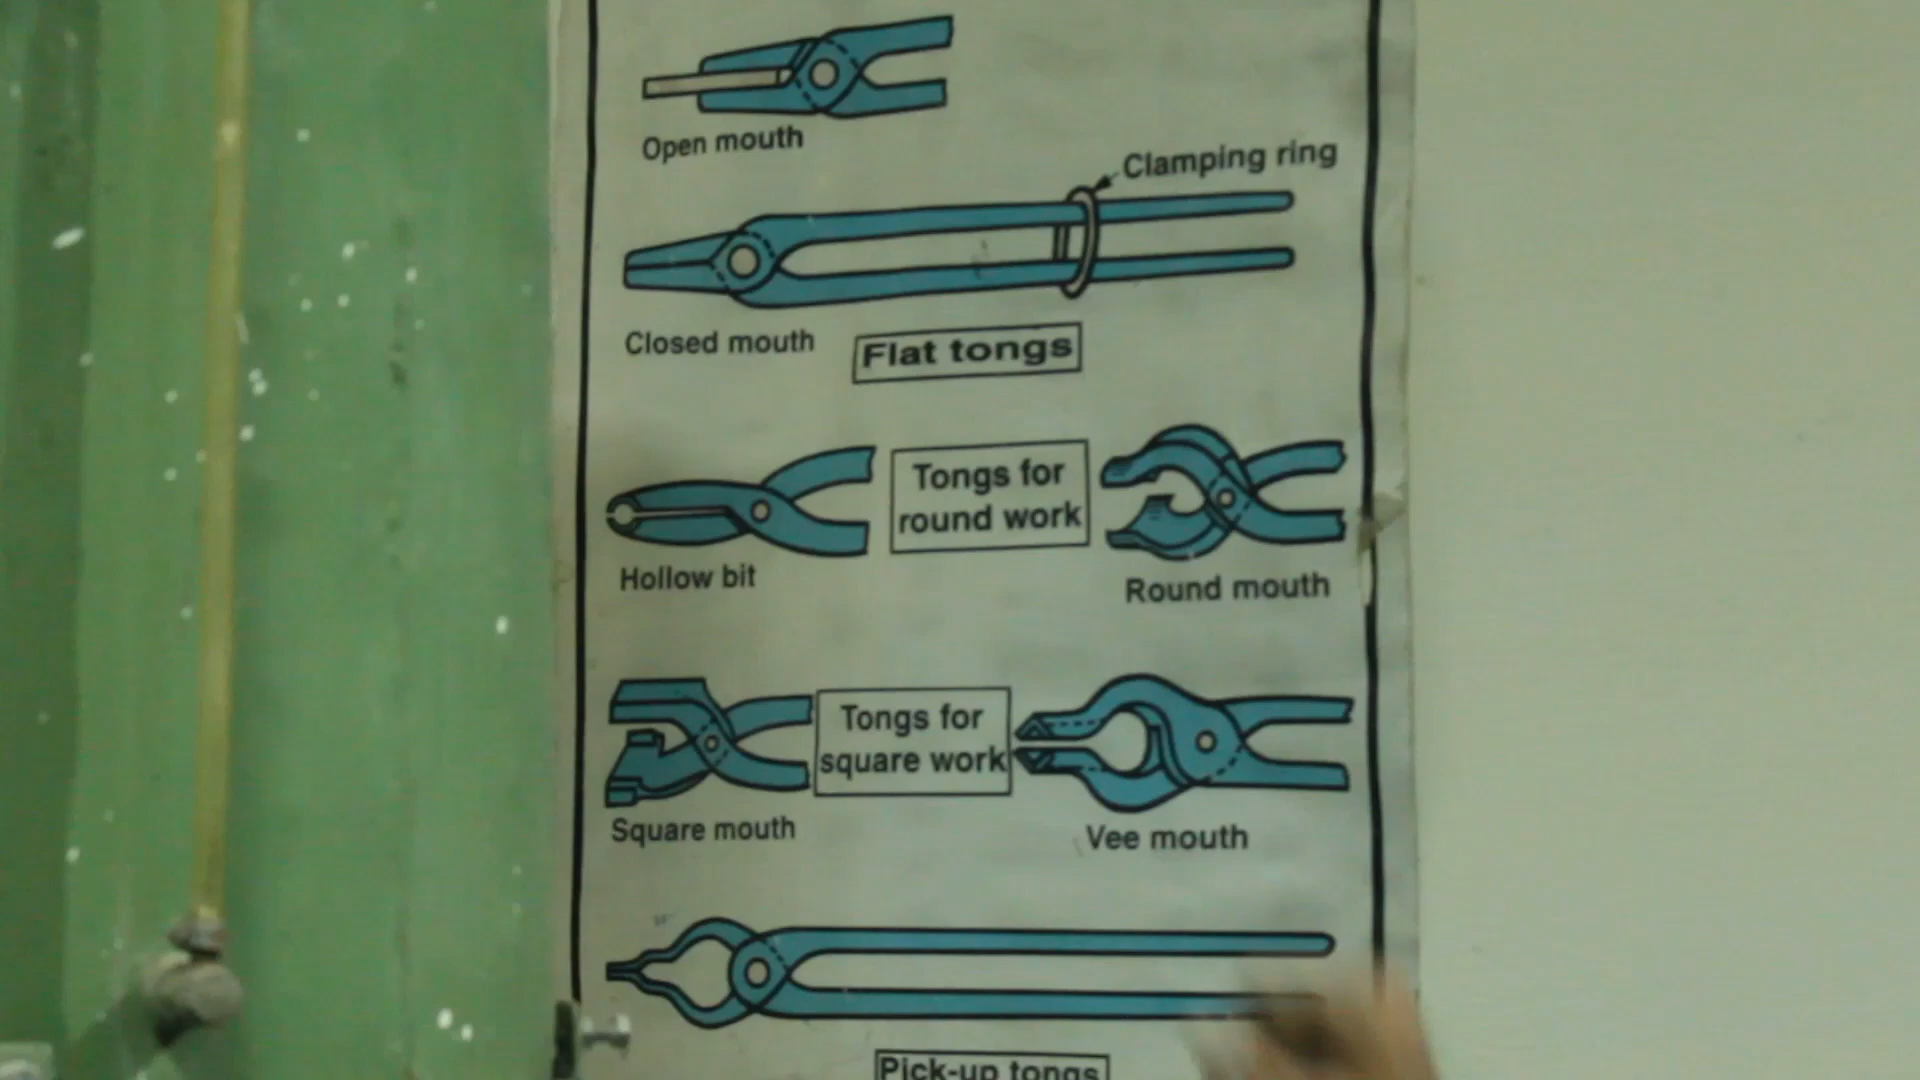 Open mouth
Clamping ring
Closed mouth
Flat tongs
Tongs for
round work
Hollow bit
Round mouth
Tongs for
square work
Square mouth
Vee mouth
Pick-up tongs